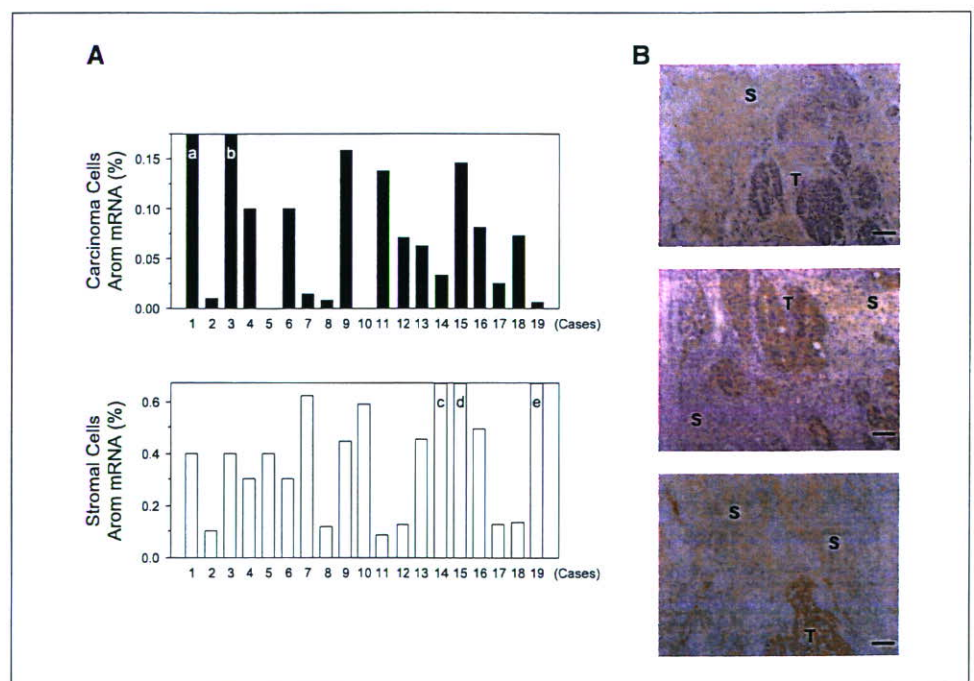 A
Carcinoma Cells
Arom mRNA (%)
0.15
0.10
0.05
0.00
a
b
1 2 3 4 5 6 7 8 9 10 11 12 13 14 15 16 17 18 19 (Cases)
Stromal Cells
Arom mRNA (%)
0.6
0.4
0.2
0.0
c
d
e
1 2 3 4 5 6 7 8 9 10 11 12 13 14 15 16 17 18 19 (Cases)
B
S
T
T
S
S
S
S
T